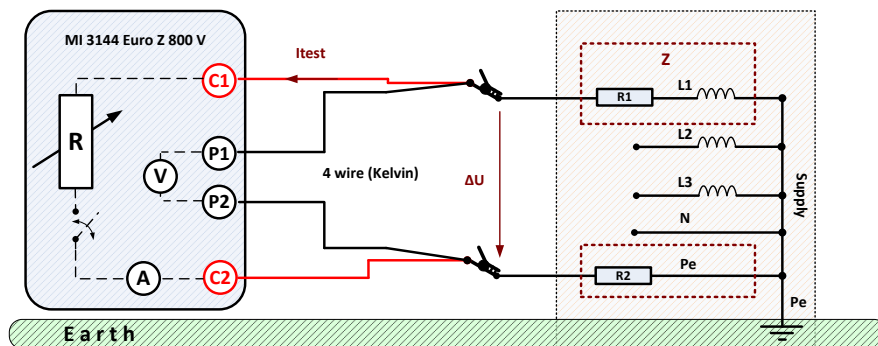 MI 3144 Euro Z 800 V
C1
Itest
Z
R1
L1
R
P1
L2
V
4 wire (Kelvin)
ΔU
P2
L3
Supply
N
A
C2
R2
Pe
Pe
Earth